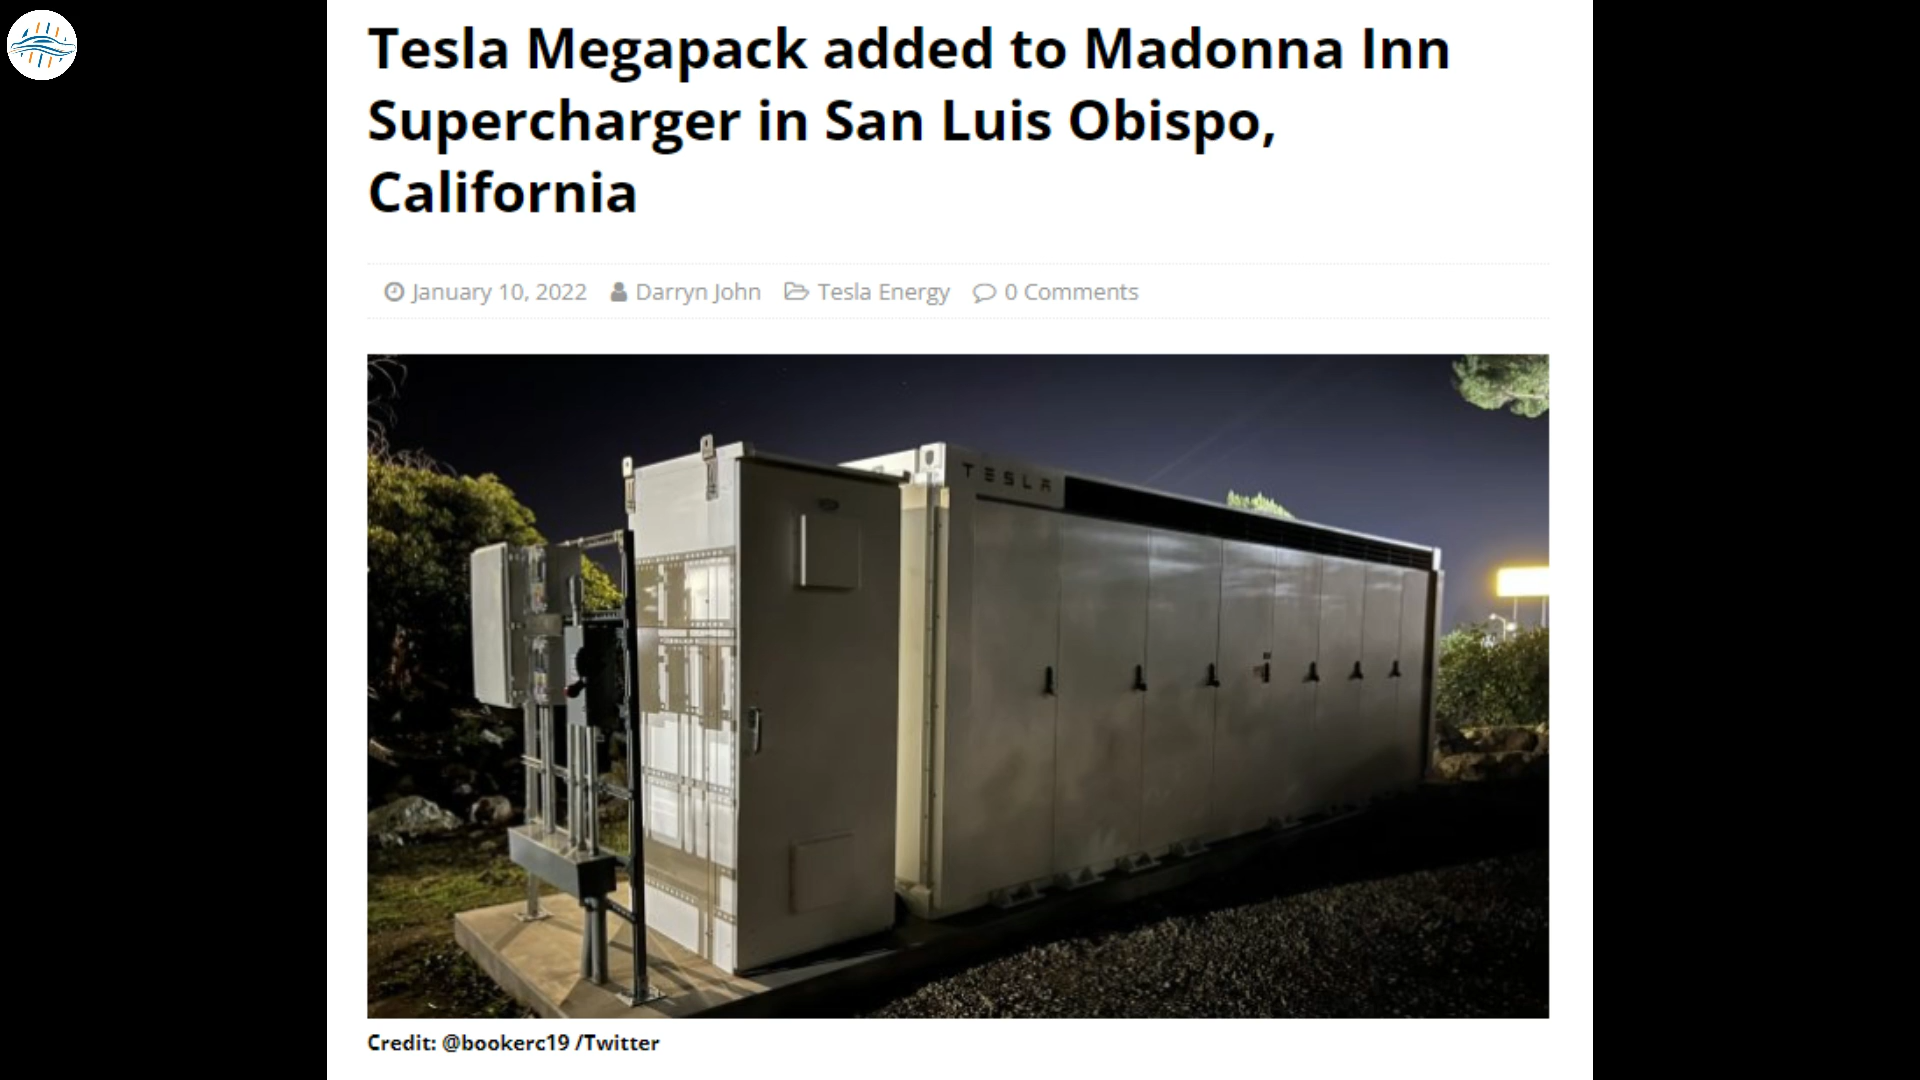 Tesla Megapack added to Madonna Inn
Supercharger in San Luis Obispo,
California
January 10, 2022 Darryn John Tesla Energy 0 Comments
TESLA
Credit: @bookerc19 /Twitter